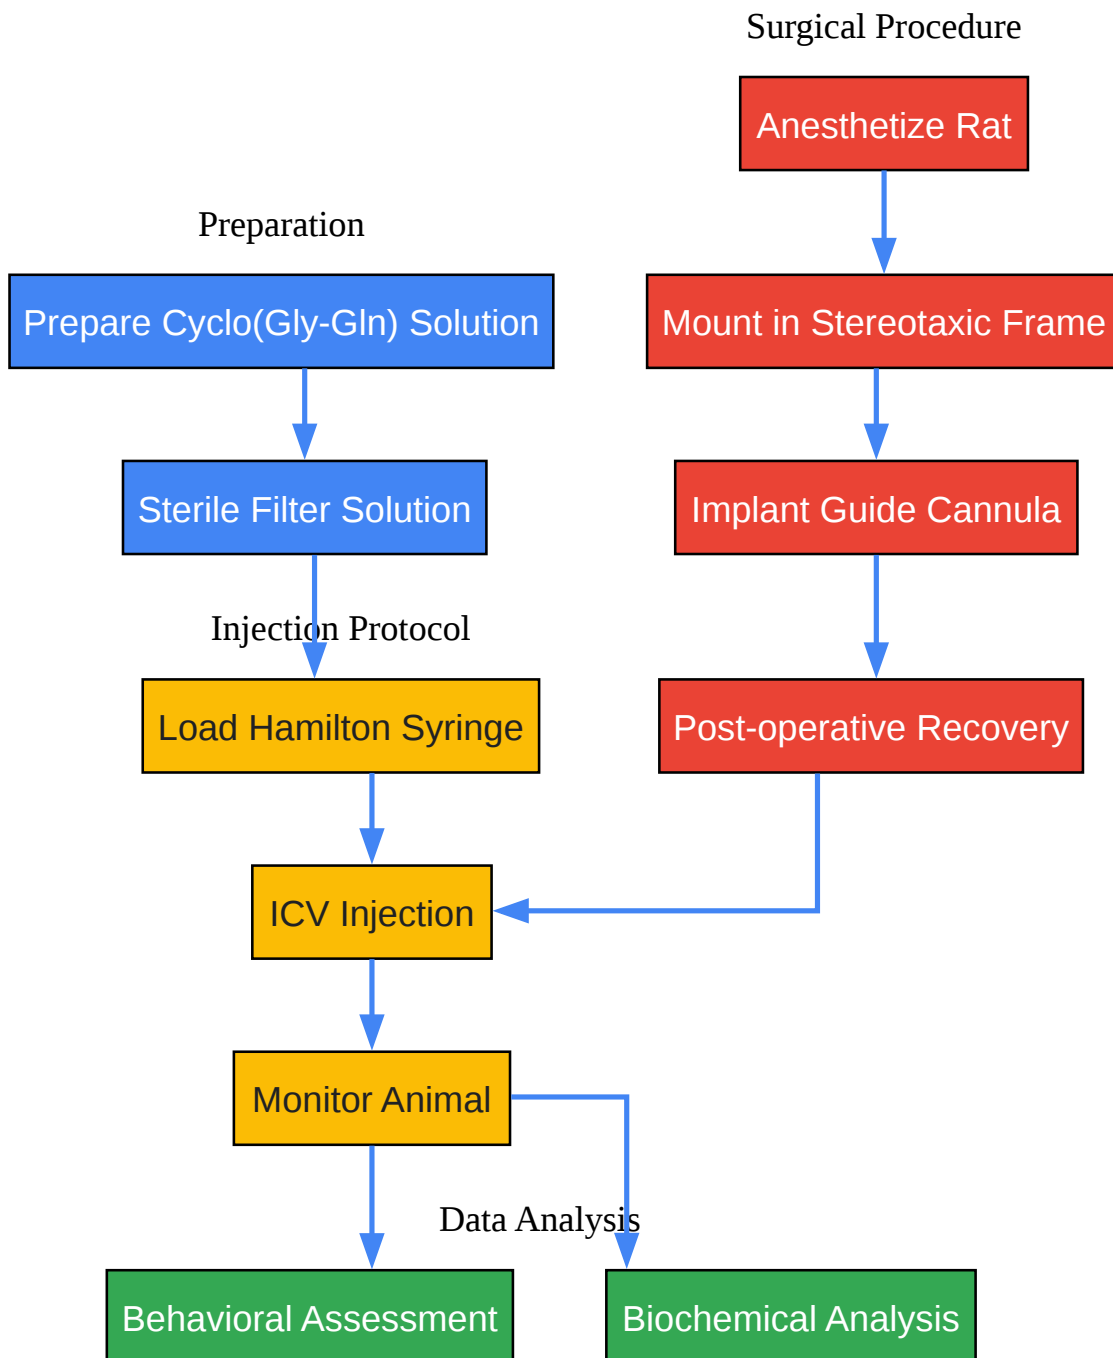 Surgical Procedure
Anesthetize Rat
Preparation
Prepare Cyclo(Gly-Gln) Solution
Mount in Stereotaxic Frame
Sterile Filter Solution
Implant Guide Cannula
Injection Protocol
Load Hamilton Syringe
Post-operative Recovery
ICV Injection
Monitor Animal
Data Analysis
Behavioral Assessment
Biochemical Analysis